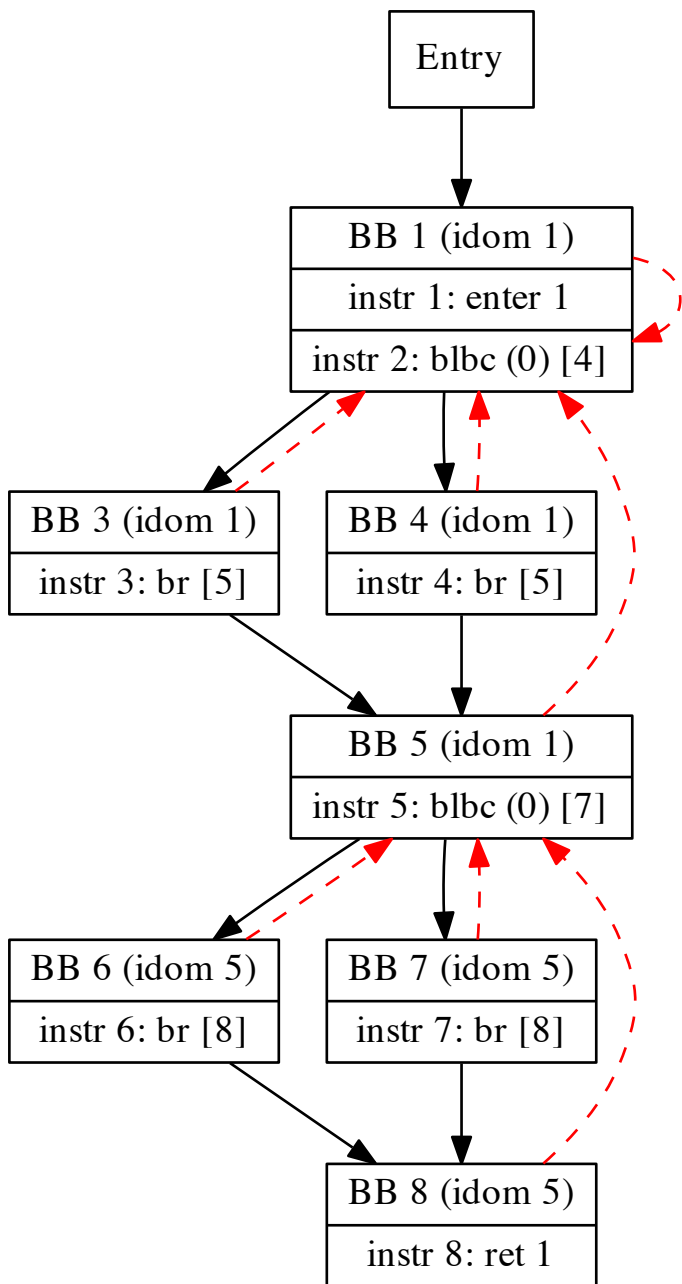 Entry
BB 1 (idom 1)
instr 1: enter 1
instr 2: blbc (0) [4]
BB 3 (idom 1)
instr 3: br [5]
BB 4 (idom 1)
instr 4: br [5]
BB 5 (idom 1)
instr 5: blbc (0) [7]
BB 6 (idom 5)
instr 6: br [8]
BB 7 (idom 5)
instr 7: br [8]
BB 8 (idom 5)
instr 8: ret 1